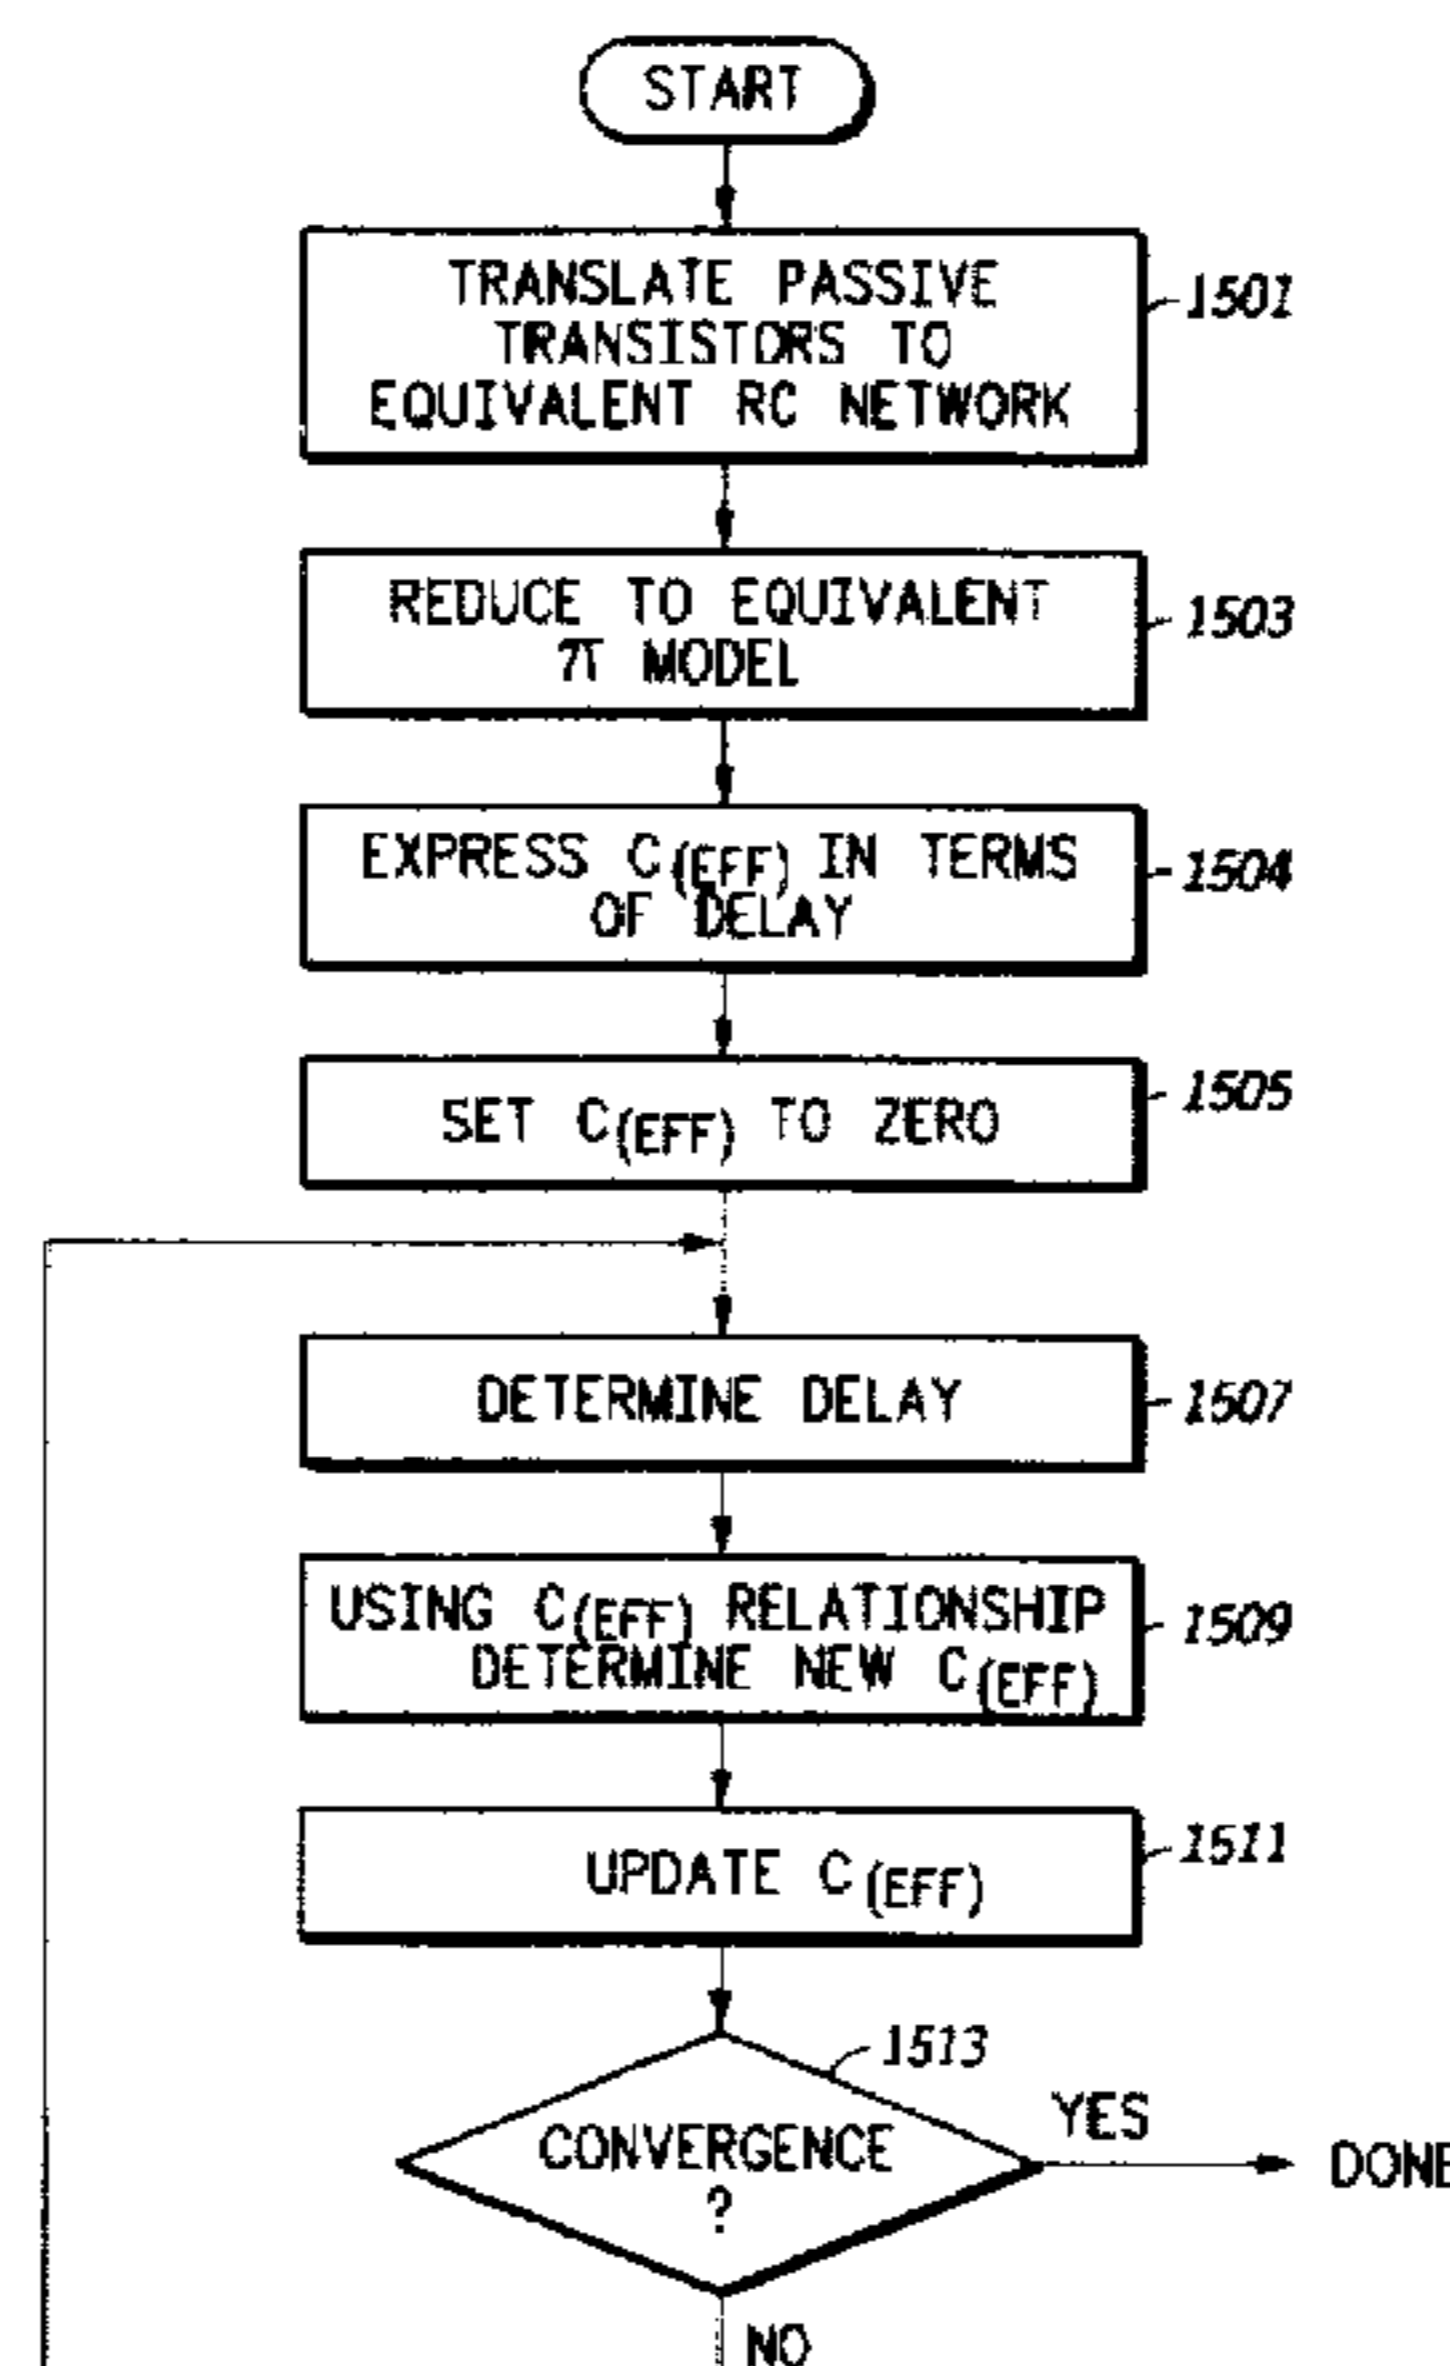 START
TRANSLATE PASSIVE
TRANSISTORS TO
EQUIVALENT RC NETWORK
1501
REDUCE TO EQUIVALENT
π MODEL
1503
EXPRESS C(EFF) IN TERMS
OF DELAY
1504
SET C(EFF) TO ZERO
1505
DETERMINE DELAY
1507
USING C(EFF) RELATIONSHIP
DETERMINE NEW C(EFF)
1509
UPDATE C(EFF)
1511
1513
CONVERGENCE
?
YES
DONE
NO